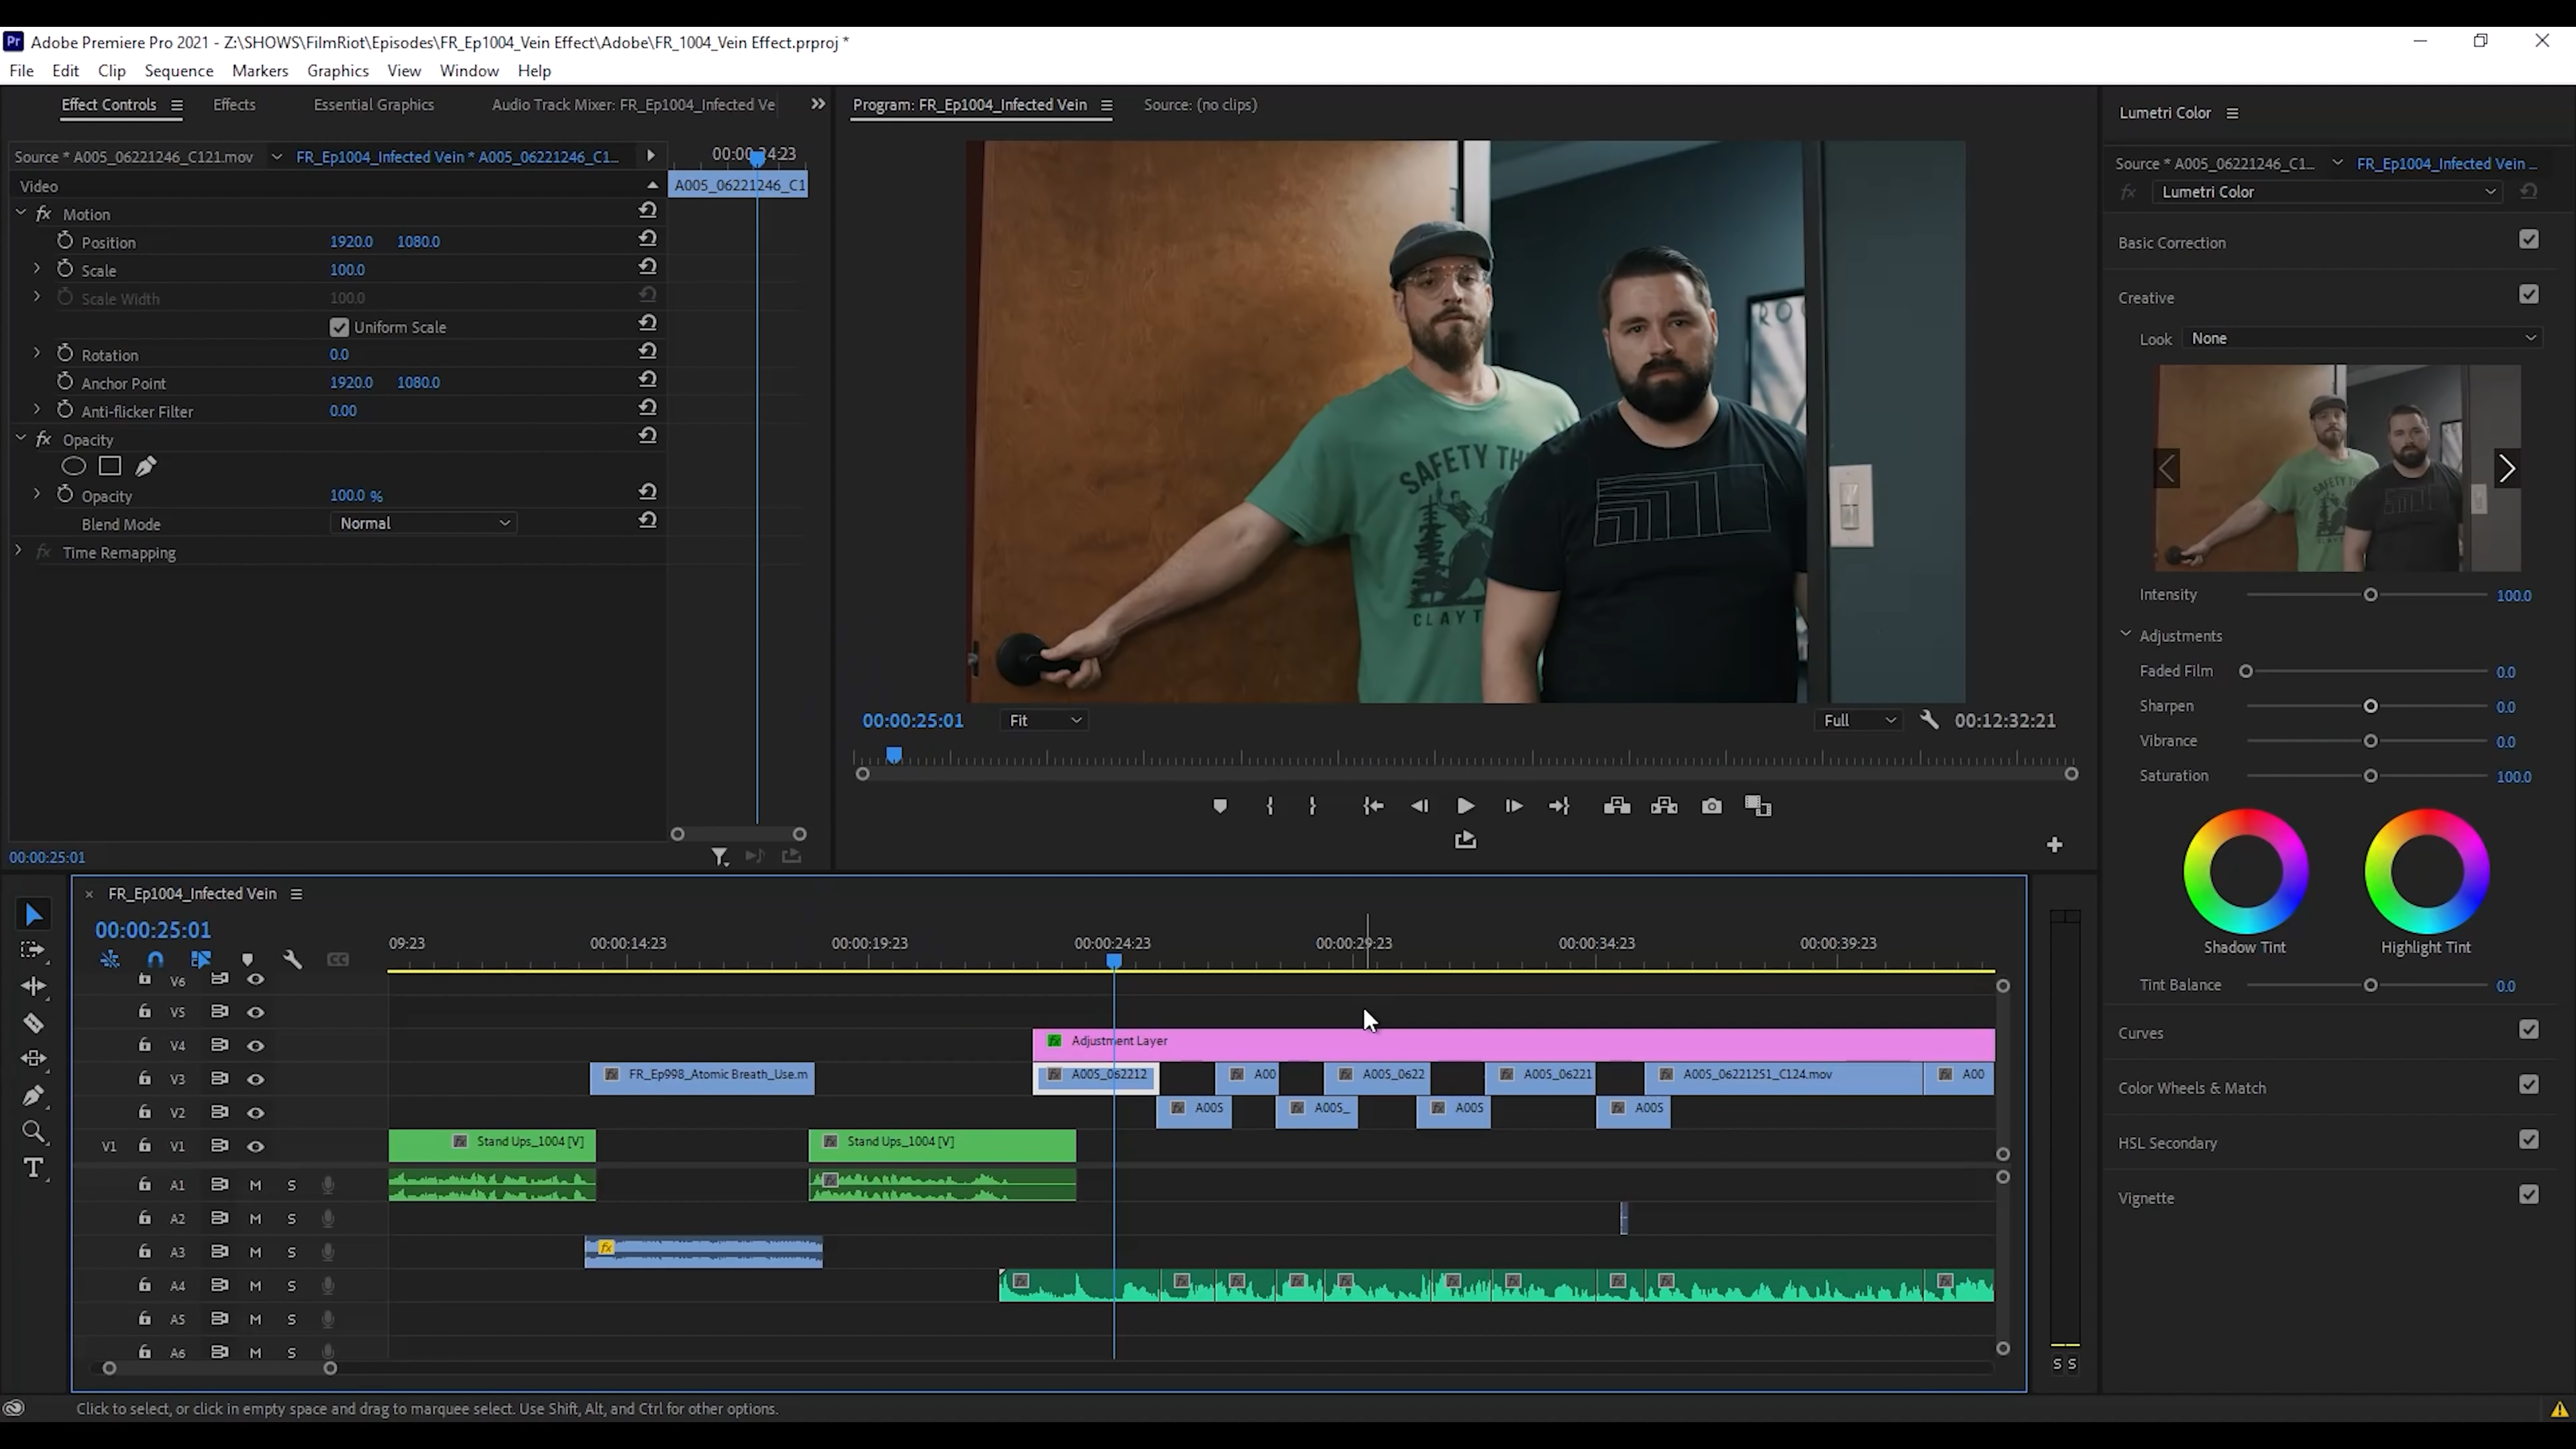 Adobe Premiere Pro 2021 - Z:\SHOWS\FilmRiot\Episodes\FR_Ep1004_Vein Effect\Adobe\FR_1004_Vein Effect.prproj *
File Edit Clip Sequence Markers Graphics View Window Help
Effect Controls Effects Essential Graphics Audio Track Mixer: FR_Ep1004_Infected Ve
Source * A005_06221246_C121.mov FR_Ep1004_Infected Vein * A005_06221246_C1...
00:00:24:23
Video
A005_06221246_C1
fx Motion
Position 1920.0 1080.0
Scale 100.0
Scale Width 100.0
Uniform Scale
Rotation 0.0
Anchor Point 1920.0 1080.0
Anti-flicker Filter 0.00
fx Opacity
Opacity 100.0 %
Blend Mode Normal
fx Time Remapping
00:00:25:01
Program: FR_Ep1004_Infected Vein Source: (no clips)
SAFETY TH
CLAY T
00:00:25:01 Fit Full 00:12:32:21
Lumetri Color
Source * A005_06221246_C1... FR_Ep1004_Infected Vein ...
fx Lumetri Color
Basic Correction
Creative
Look None
Intensity 100.0
Adjustments
Faded Film 0.0
Sharpen 0.0
Vibrance 0.0
Saturation 100.0
Shadow Tint Highlight Tint
Tint Balance 0.0
Curves
Color Wheels & Match
HSL Secondary
Vignette
FR_Ep1004_Infected Vein
00:00:25:01
09:23 00:00:14:23 00:00:19:23 00:00:24:23 00:00:29:23 00:00:34:23 00:00:39:23
V6
V5
V4 Adjustment Layer
V3 FR_Ep998_Atomic Breath_Use.m A005_062212 A00 A005_0622 A005_06221 A005_06221251_C124.mov A00
V2 A005 A005_ A005 A005
V1 V1 Stand Ups_1004 [V] Stand Ups_1004 [V]
A1 M S
A2 M S
A3 M S
A4 M S
A5 M S
A6 M S
S S
Click to select, or click in empty space and drag to marquee select. Use Shift, Alt, and Ctrl for other options.